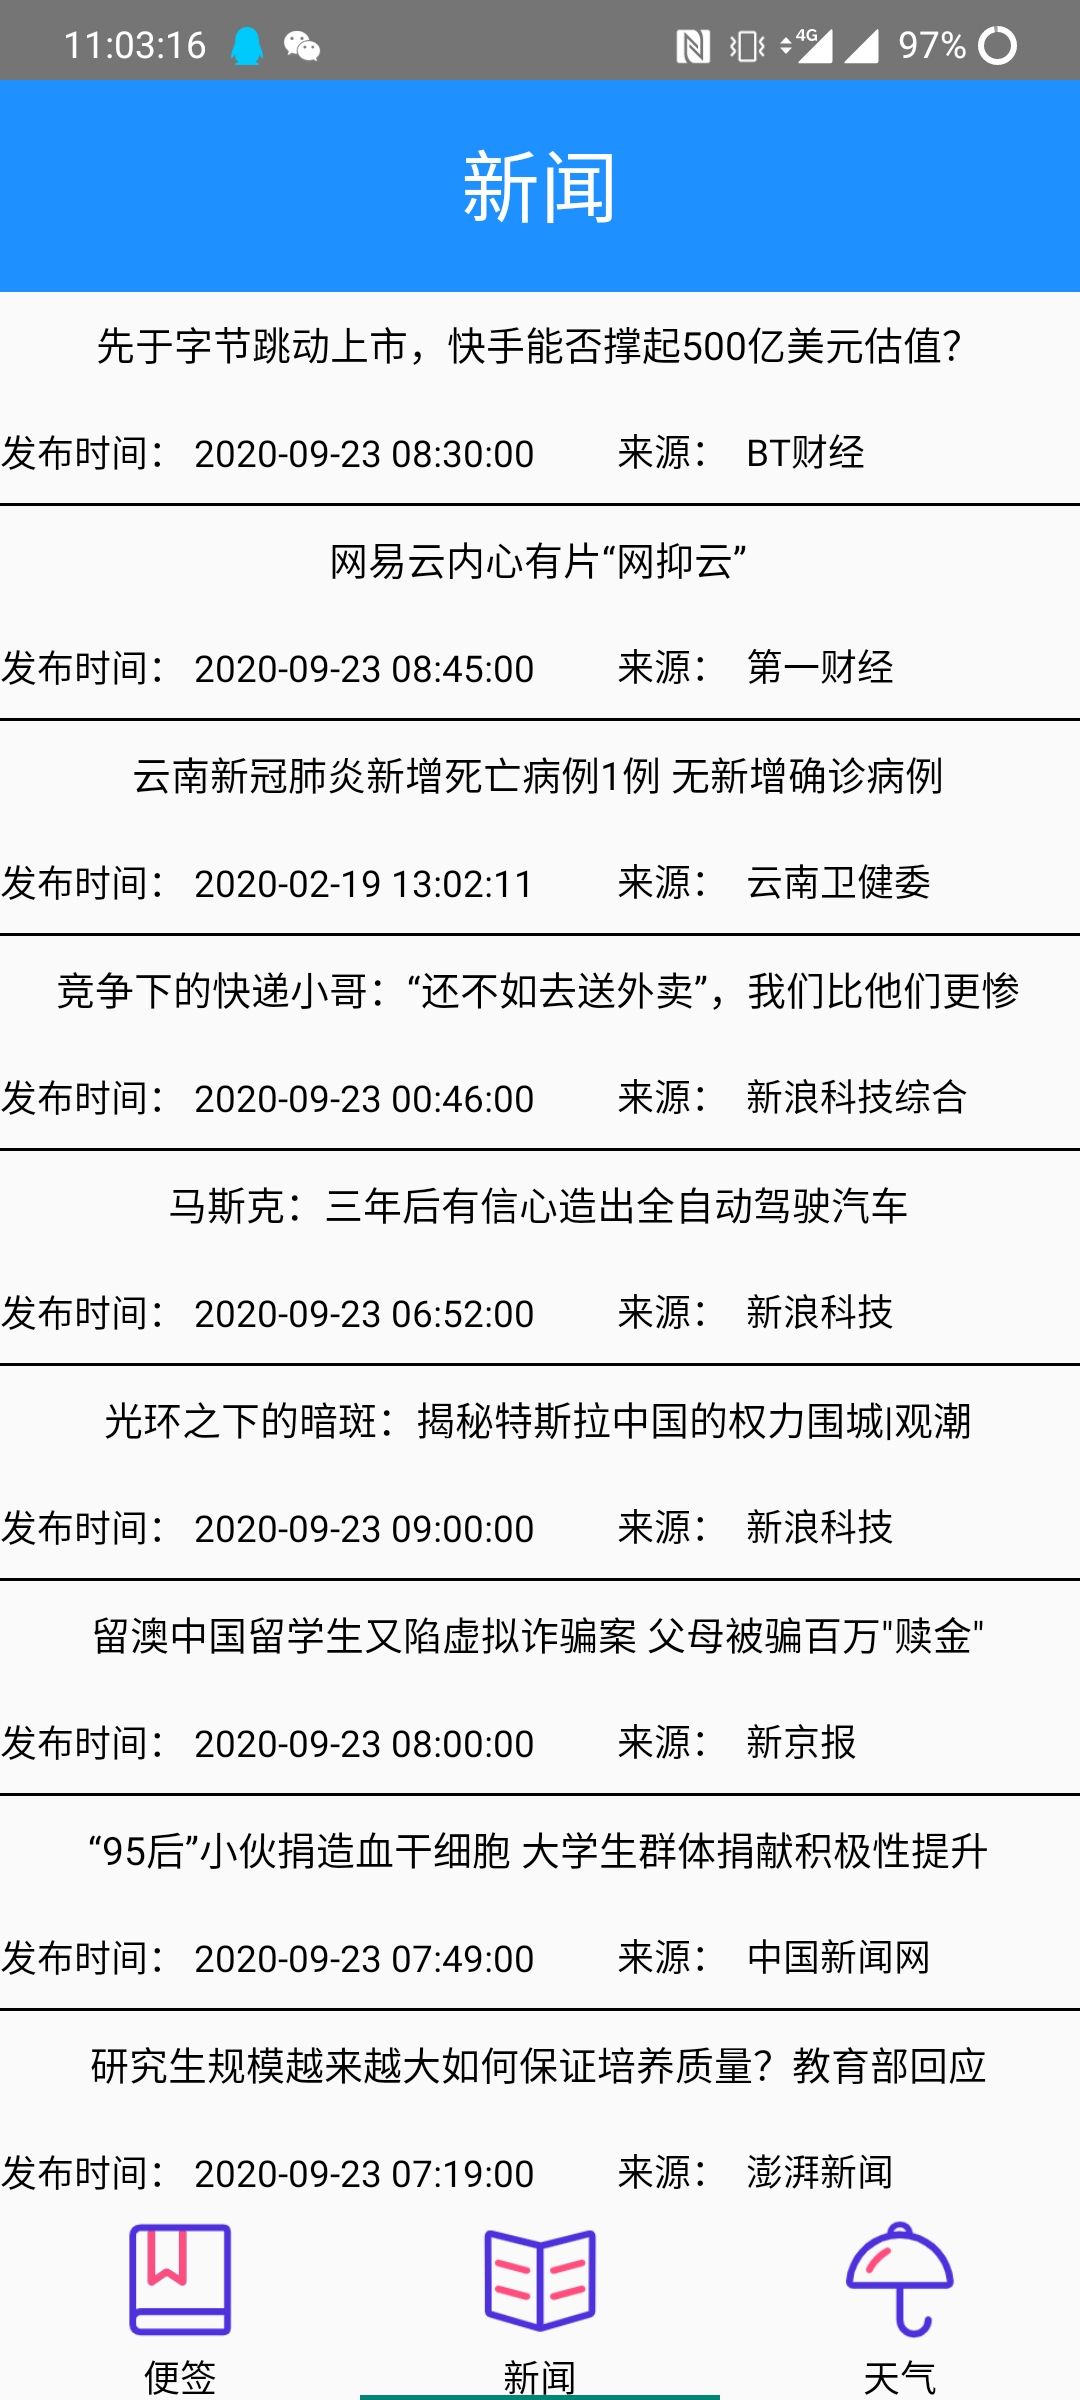 11:03:16 4G 97%
新闻
先于字节跳动上市，快手能否撑起500亿美元估值？
发布时间： 2020-09-23 08:30:00 来源： BT财经
网易云内心有片“网抑云”
发布时间： 2020-09-23 08:45:00 来源： 第一财经
云南新冠肺炎新增死亡病例1例 无新增确诊病例
发布时间： 2020-02-19 13:02:11 来源： 云南卫健委
竞争下的快递小哥：“还不如去送外卖”，我们比他们更惨
发布时间： 2020-09-23 00:46:00 来源： 新浪科技综合
马斯克：三年后有信心造出全自动驾驶汽车
发布时间： 2020-09-23 06:52:00 来源： 新浪科技
光环之下的暗斑：揭秘特斯拉中国的权力围城|观潮
发布时间： 2020-09-23 09:00:00 来源： 新浪科技
留澳中国留学生又陷虚拟诈骗案 父母被骗百万"赎金"
发布时间： 2020-09-23 08:00:00 来源： 新京报
“95后”小伙捐造血干细胞 大学生群体捐献积极性提升
发布时间： 2020-09-23 07:49:00 来源： 中国新闻网
研究生规模越来越大如何保证培养质量？教育部回应
发布时间： 2020-09-23 07:19:00 来源： 澎湃新闻
便签 新闻 天气